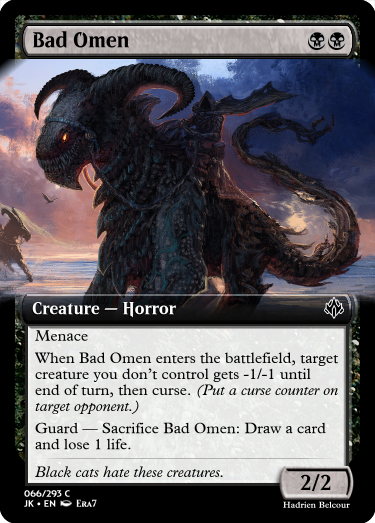 Bad Omen
Creature — Horror
Menace
When Bad Omen enters the battlefield, target
creature you don't control gets -1/-1 until
end of turn, then curse. (Put a curse counter on
target opponent.)
Guard — Sacrifice Bad Omen: Draw a card
and lose 1 life.
Black cats hate these creatures.
2/2
066/293 C
JK • EN Era7
Hadrien Belcour